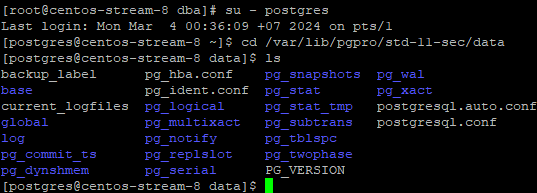 [root@centos-stream-8 dba]# su - postgres
Last login: Mon Mar  4 00:36:09 +07 2024 on pts/1
[postgres@centos-stream-8 ~]$ cd /var/lib/pgpro/std-11-sec/data
[postgres@centos-stream-8 data]$ ls
backup_label      pg_hba.conf    pg_snapshots  pg_wal
base              pg_ident.conf  pg_stat       pg_xact
current_logfiles  pg_logical     pg_stat_tmp   postgresql.auto.conf
global            pg_multixact   pg_subtrans   postgresql.conf
log               pg_notify      pg_tblspc
pg_commit_ts      pg_replslot    pg_twophase
pg_dynshmem       pg_serial      PG_VERSION
[postgres@centos-stream-8 data]$